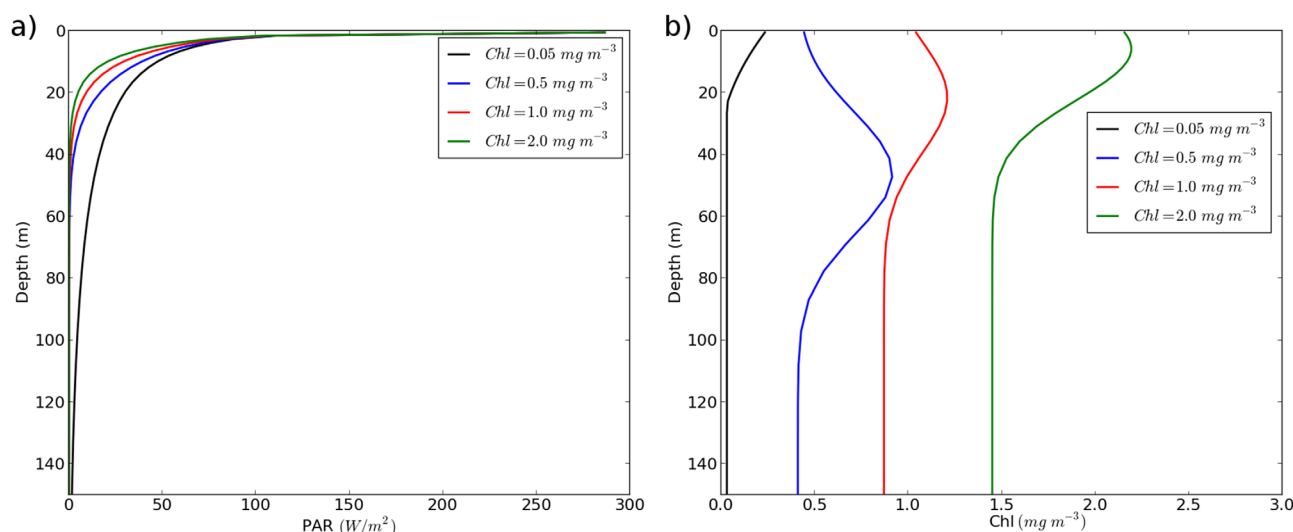 a)
0
20
40
60
80
100
120
140
Depth (m)
0
50
100
150
200
250
300
PAR (W/m²)
Chl=0.05 mg m⁻³
Chl=0.5 mg m⁻³
Chl=1.0 mg m⁻³
Chl=2.0 mg m⁻³
b)
0
20
40
60
80
100
120
140
Depth (m)
0.0
0.5
1.0
1.5
2.0
2.5
3.0
Chl (mg m⁻³)
Chl=0.05 mg m⁻³
Chl=0.5 mg m⁻³
Chl=1.0 mg m⁻³
Chl=2.0 mg m⁻³